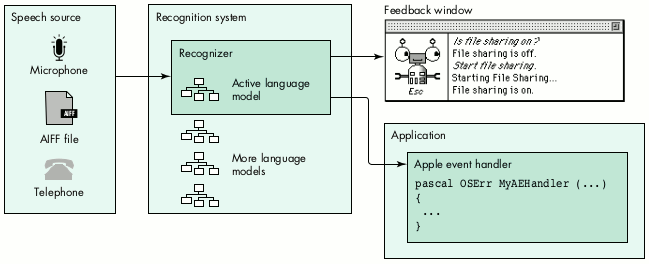 Speech source
Microphone
AIFF
AIFF file
Telephone
Recognition system
Recognizer
Active language
model
More language
models
Feedback window
Is file sharing on?
File sharing is off.
Start file sharing.
Starting File Sharing...
File sharing is on.
Esc
Application
Apple event handler
pascal OSErr MyAEHandler (...)
{
...
}